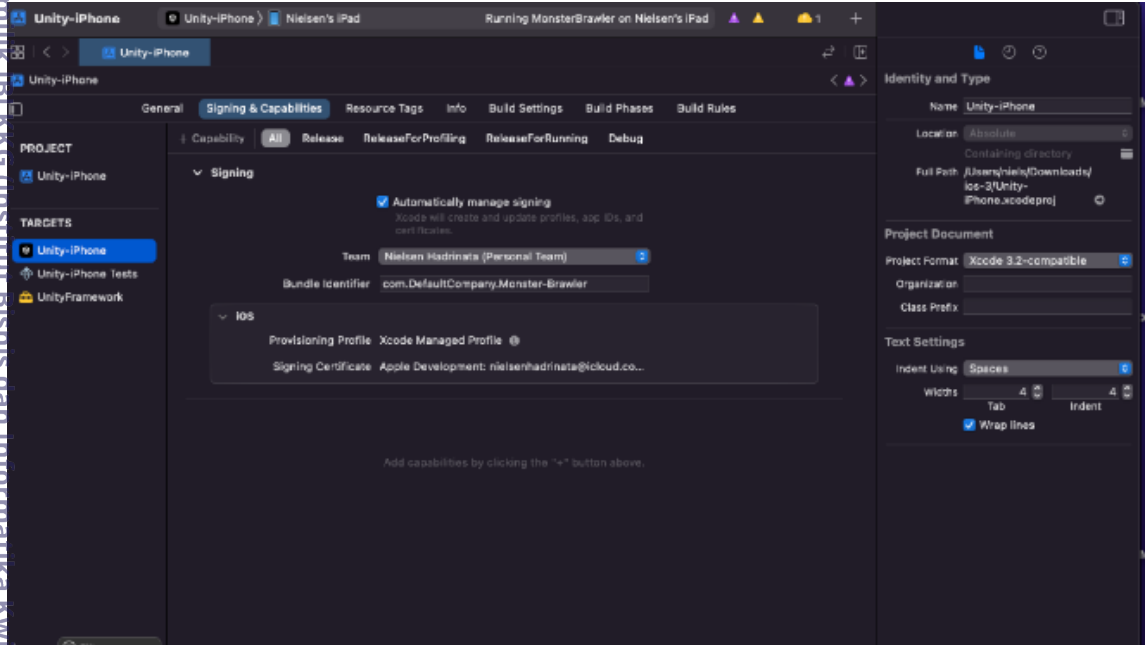 Unity-iPhone
Unity-iPhone
Nielsen's iPad
Running MonsterBrawler on Nielsen's iPad
1
Unity-iPhone
Unity-iPhone
General
Signing & Capabilities
Resource Tags
Info
Build Settings
Build Phases
Build Rules
Capability
All
Release
ReleaseForProfiling
ReleaseForRunning
Debug
PROJECT
Unity-iPhone
TARGETS
Unity-iPhone
Unity-iPhone Tests
UnityFramework
Signing
Automatically manage signing
Xcode will create and update profiles, app IDs, and
certificates.
Team Nielsen Hadrinata (Personal Team)
Bundle Identifier com.DefaultCompany.Monster-Brawler
iOS
Provisioning Profile Xcode Managed Profile
Signing Certificate Apple Development: nielsenhadrinata@icloud.co...
Add capabilities by clicking the "+" button above.
Identity and Type
Name Unity-iPhone
Location Absolute
Containing directory
Full Path /Users/niels/Downloads/
ios-3/Unity-
iPhone.xcodeproj
Project Document
Project Format Xcode 3.2-compatible
Organization
Class Prefix
Text Settings
Indent Using Spaces
Widths 4 4
Tab Indent
Wrap lines